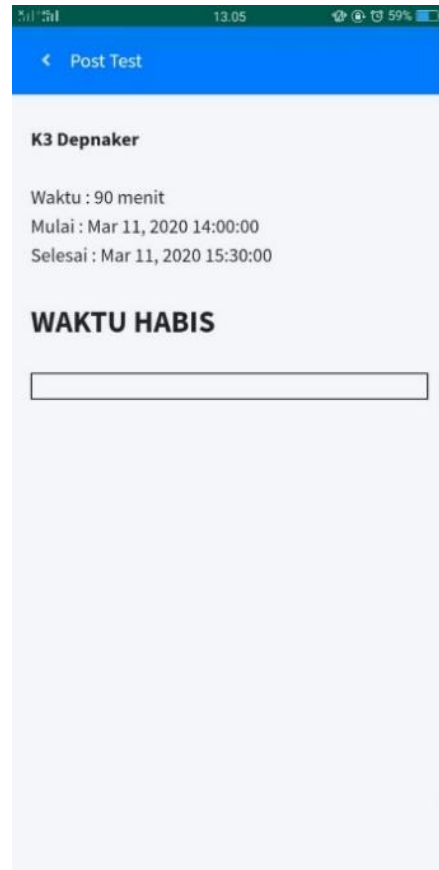 13.05
59%
Post Test
K3 Depnaker
Waktu : 90 menit
Mulai : Mar 11, 2020 14:00:00
Selesai : Mar 11, 2020 15:30:00
WAKTU HABIS